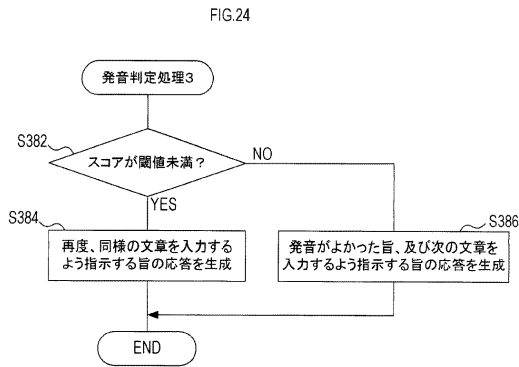 FIG.24
発音判定処理3
S382
スコアが閾値未満？
NO
YES
S384
再度、同様の文章を入力する
よう指示する旨の応答を生成
S386
発音がよかった旨、及び次の文章を
入力するよう指示する旨の応答を生成
END